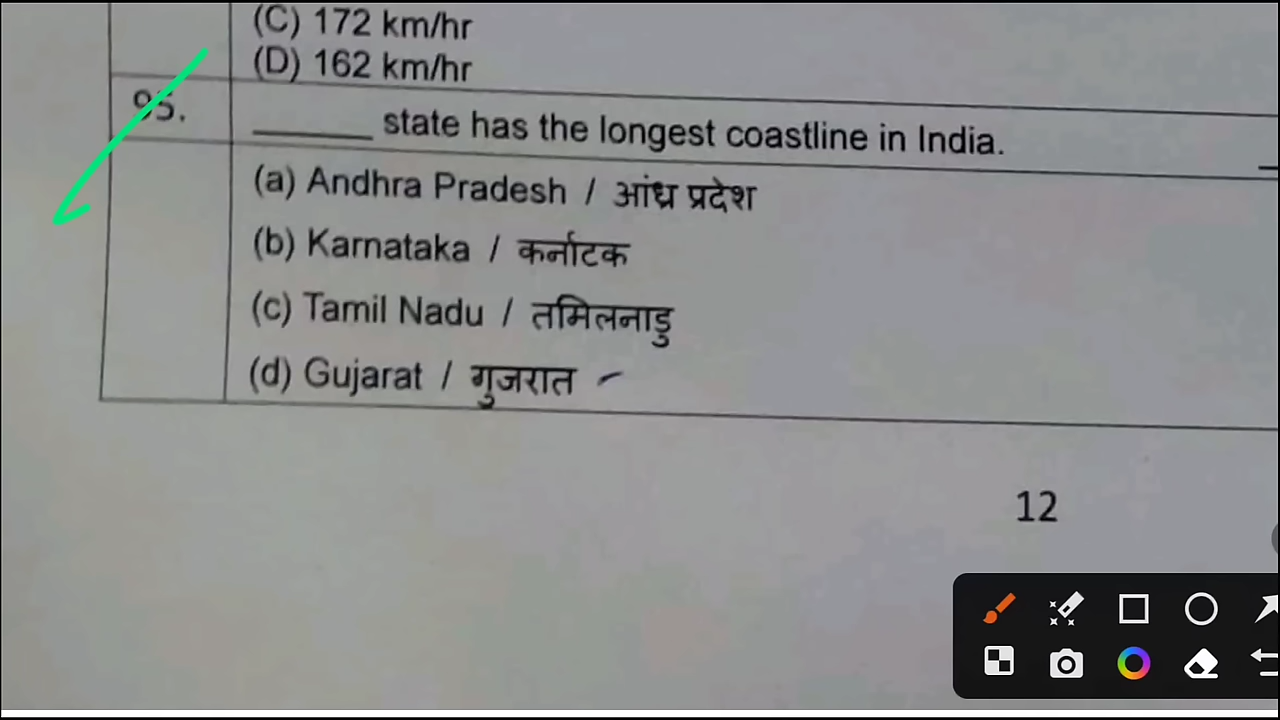 (C) 172 km/hr
(D) 162 km/hr
95. ______ state has the longest coastline in India.
(a) Andhra Pradesh / आंध्र प्रदेश
(b) Karnataka / कर्नाटक
(c) Tamil Nadu / तमिलनाडु
(d) Gujarat / गुजरात
12